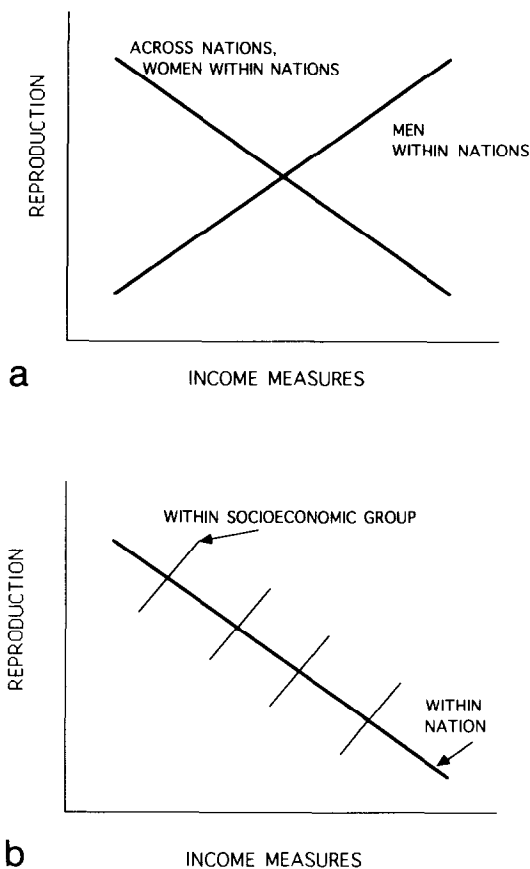 ACROSS NATIONS,
WOMEN WITHIN NATIONS
MEN
WITHIN NATIONS
REPRODUCTION
INCOME MEASURES
a
WITHIN SOCIOECONOMIC GROUP
REPRODUCTION
WITHIN
NATION
INCOME MEASURES
b